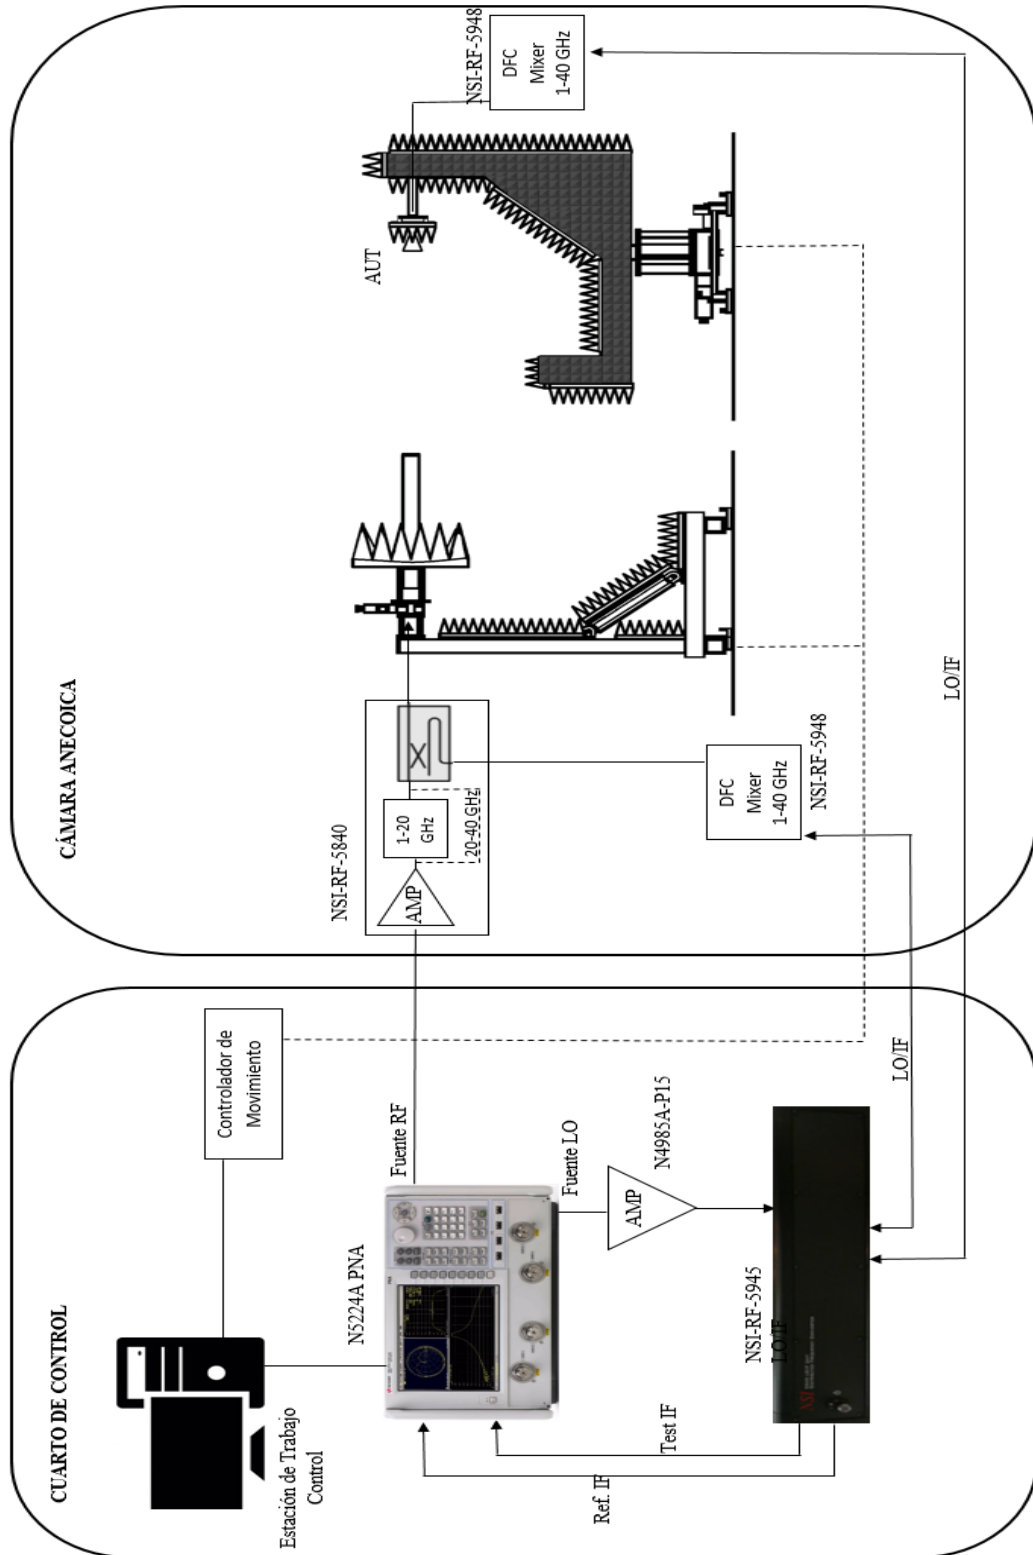 CÁMARA ANECOICA
NSI-RF-5948
DFC
Mixer
1-40 GHz
AUT
NSI-RF-5840
AMP
1-20
GHz
20-40 GHz
DFC
Mixer
1-40 GHz
NSI-RF-5948
LO/IF
CUARTO DE CONTROL
Controlador de
Movimiento
Estación de Trabajo
Control
N5224A PNA
Fuente RF
Fuente LO
AMP
N4985A-P15
LO/IF
NSI-RF-5945
LO/IF
NSI
Test IF
Ref. IF